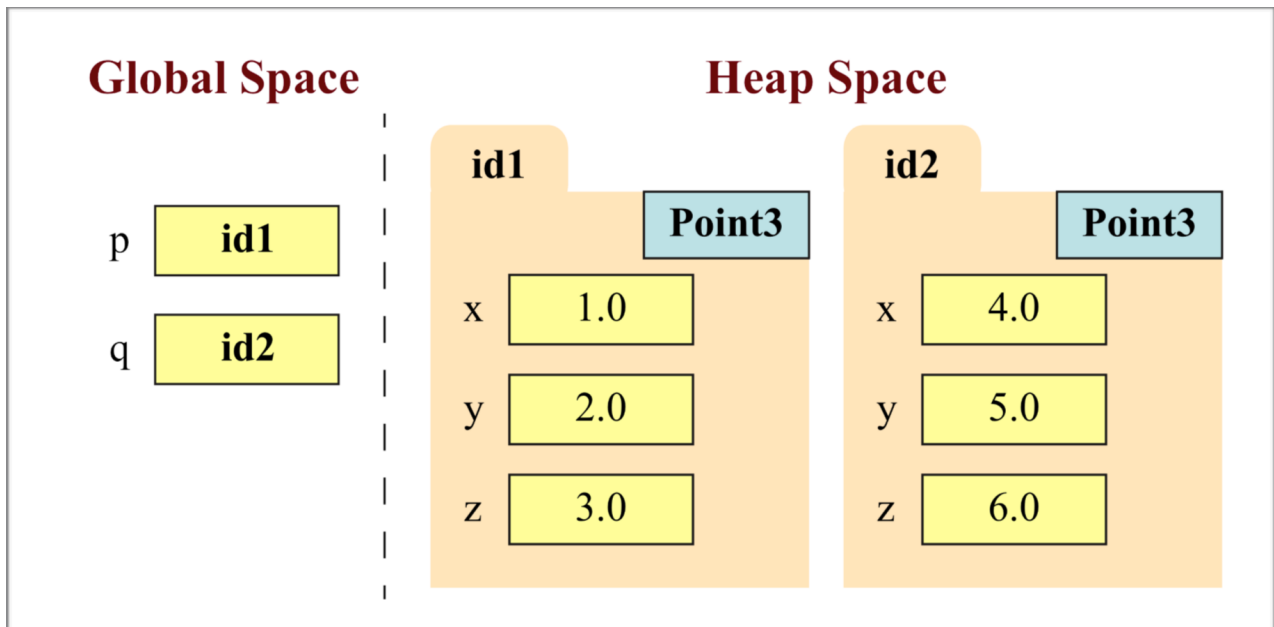 Global Space
Heap Space
p id1
q id2
id1
Point3
x 1.0
y 2.0
z 3.0
id2
Point3
x 4.0
y 5.0
z 6.0